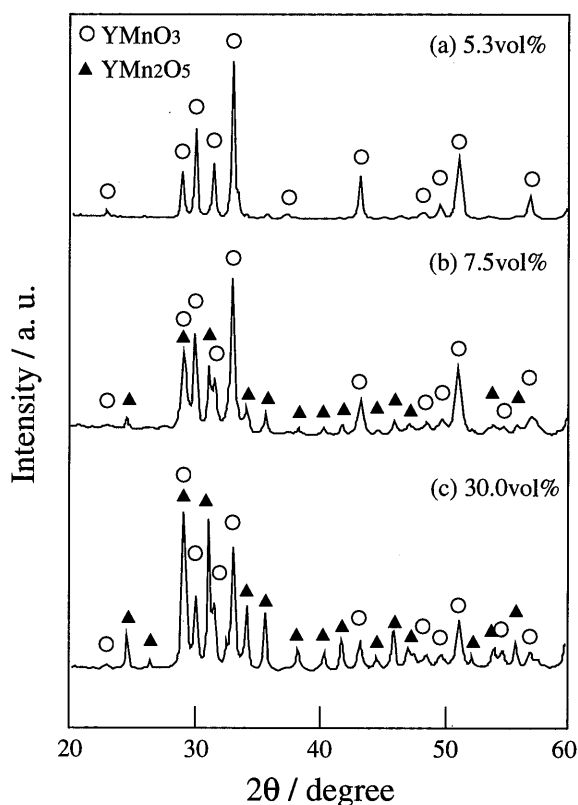 ○ YMnO3
▲ YMn2O5
(a) 5.3vol%
(b) 7.5vol%
(c) 30.0vol%
Intensity / a. u.
20 30 40 50 60
2θ / degree